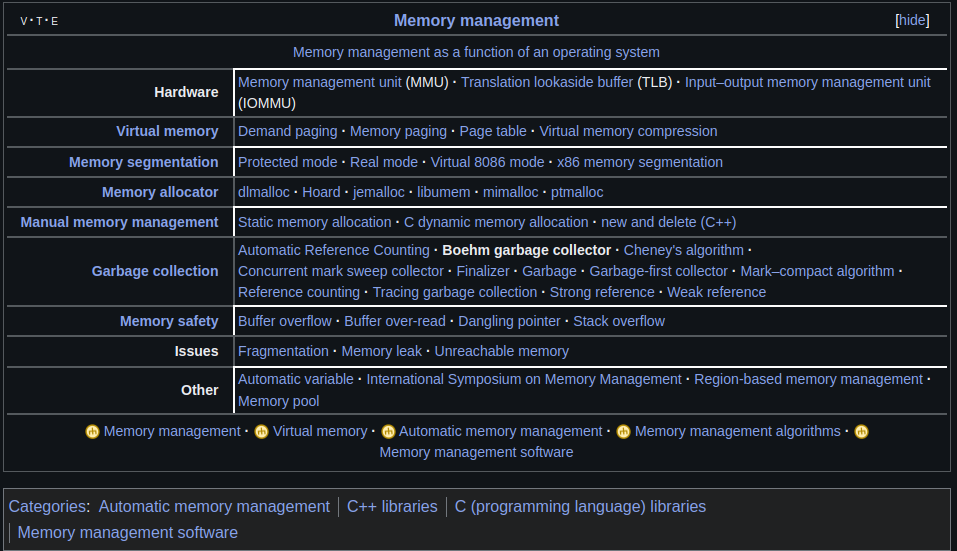 V · T · E Memory management [hide]
Memory management as a function of an operating system
Hardware Memory management unit (MMU) · Translation lookaside buffer (TLB) · Input–output memory management unit
(IOMMU)
Virtual memory Demand paging · Memory paging · Page table · Virtual memory compression
Memory segmentation Protected mode · Real mode · Virtual 8086 mode · x86 memory segmentation
Memory allocator dlmalloc · Hoard · jemalloc · libumem · mimalloc · ptmalloc
Manual memory management Static memory allocation · C dynamic memory allocation · new and delete (C++)
Automatic Reference Counting · Boehm garbage collector · Cheney's algorithm ·
Garbage collection Concurrent mark sweep collector · Finalizer · Garbage · Garbage-first collector · Mark–compact algorithm ·
Reference counting · Tracing garbage collection · Strong reference · Weak reference
Memory safety Buffer overflow · Buffer over-read · Dangling pointer · Stack overflow
Issues Fragmentation · Memory leak · Unreachable memory
Other Automatic variable · International Symposium on Memory Management · Region-based memory management ·
Memory pool
Memory management · Virtual memory · Automatic memory management · Memory management algorithms ·
Memory management software
Categories: Automatic memory management | C++ libraries | C (programming language) libraries
| Memory management software